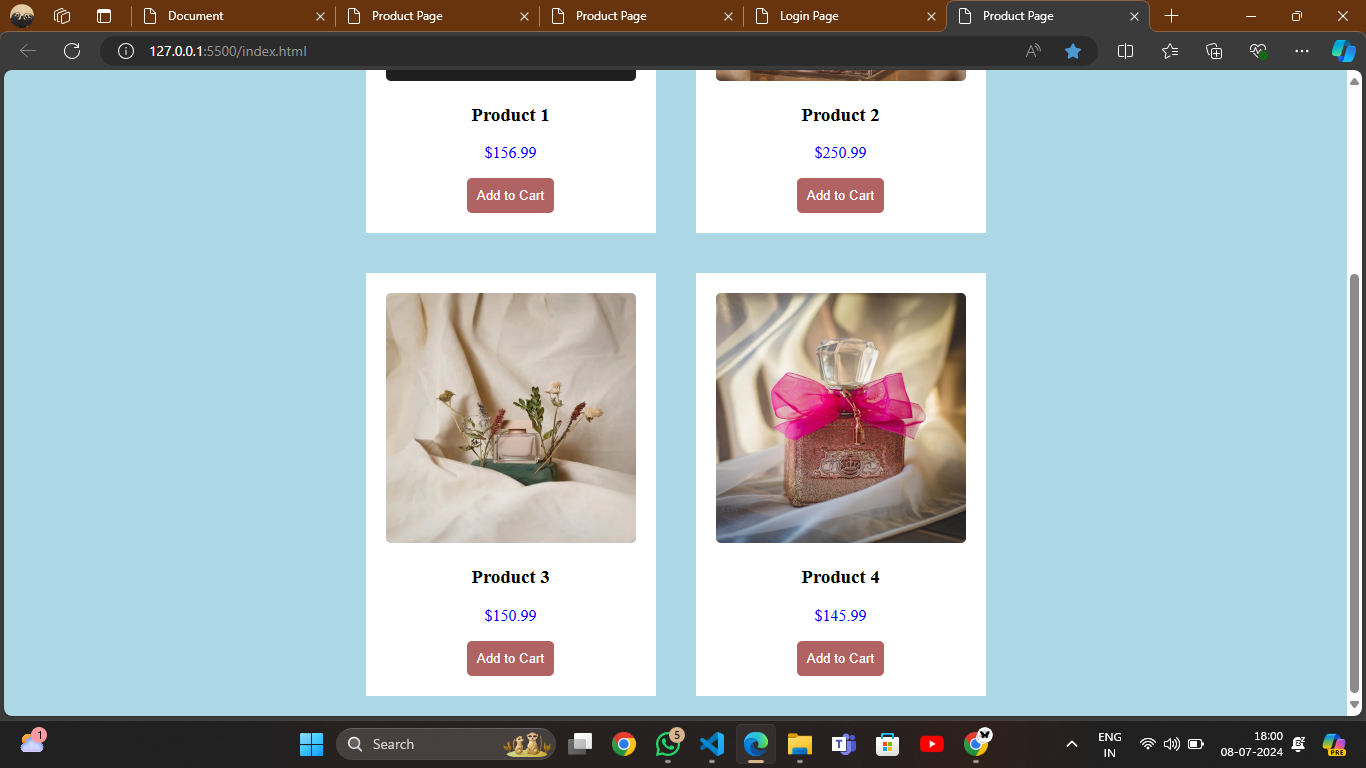 Document
Product Page
Product Page
Login Page
Product Page
127.0.0.1:5500/index.html
Product 1
Product 2
$156.99
$250.99
Add to Cart
Add to Cart
Product 3
Product 4
$150.99
$145.99
Add to Cart
Add to Cart
1
Search
5
ENG
IN
18:00
08-07-2024
PRE